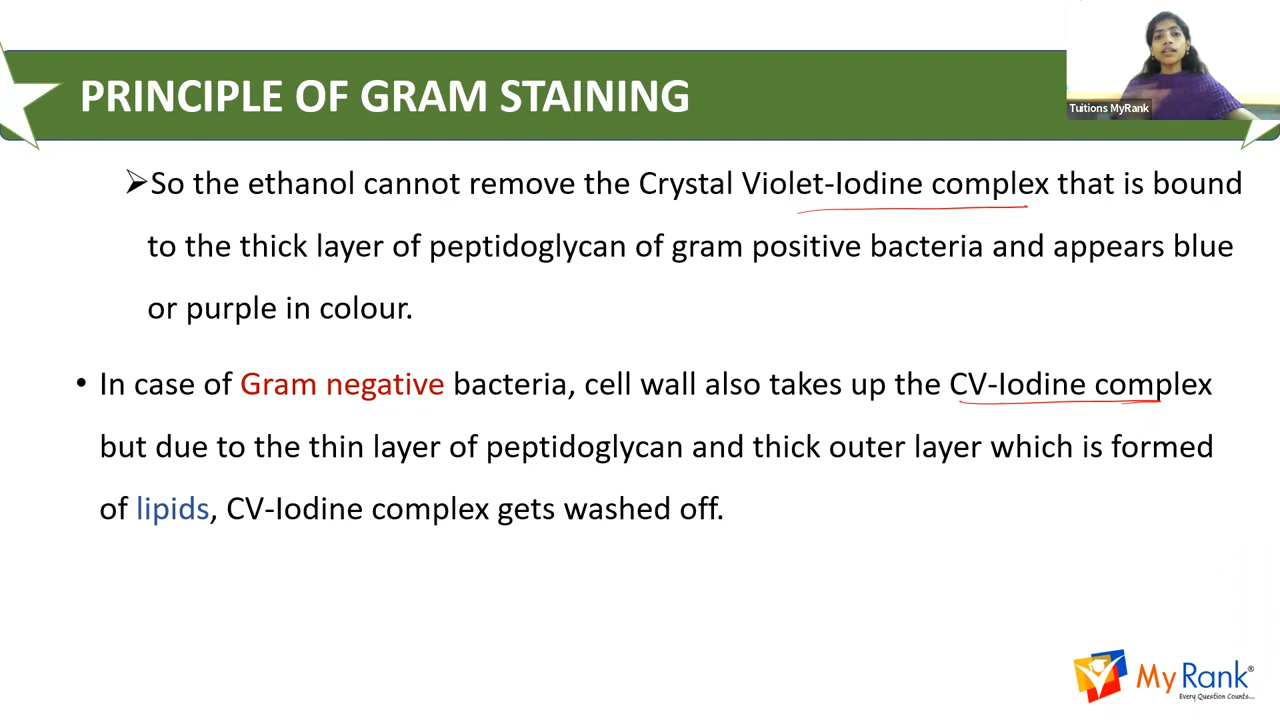 PRINCIPLE OF GRAM STAINING
Tuitions MyRank
➢So the ethanol cannot remove the Crystal Violet-Iodine complex that is bound
to the thick layer of peptidoglycan of gram positive bacteria and appears blue
or purple in colour.
• In case of Gram negative bacteria, cell wall also takes up the CV-Iodine complex
but due to the thin layer of peptidoglycan and thick outer layer which is formed
of lipids, CV-Iodine complex gets washed off.
My Rank®
Every Question Counts...